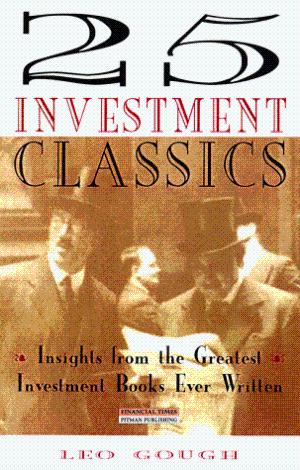 25
INVESTMENT
CLASSICS
Insights from the Greatest
Investment Books Ever Written
FINANCIAL TIMES
PITMAN PUBLISHING
LEO GOUGH